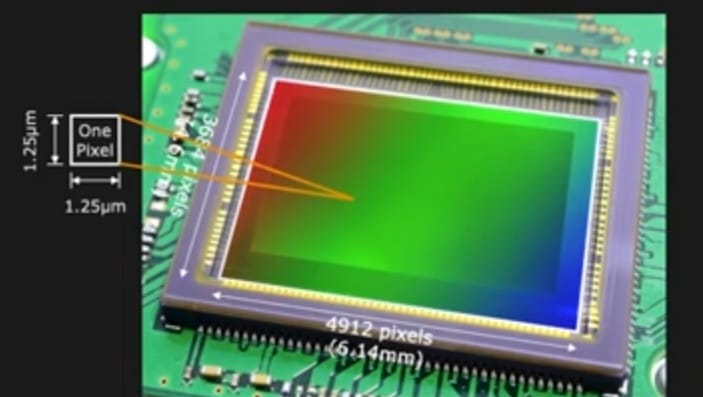 1.25µm
One
Pixel
1.25µm
3684 pixels
4912 pixels
(6.14mm)